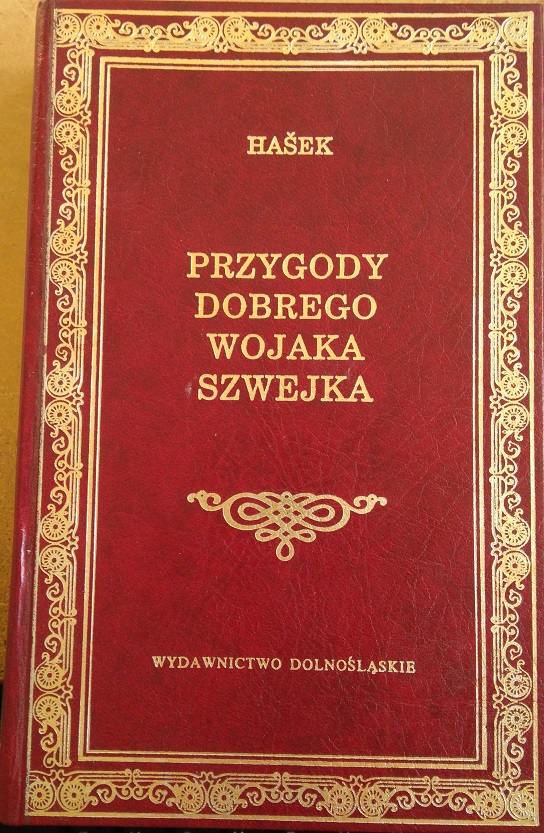 HAŠEK
PRZYGODY
DOBREGO
WOJAKA
SZWEJKA
WYDAWNICTWO DOLNOŚLĄSKIE